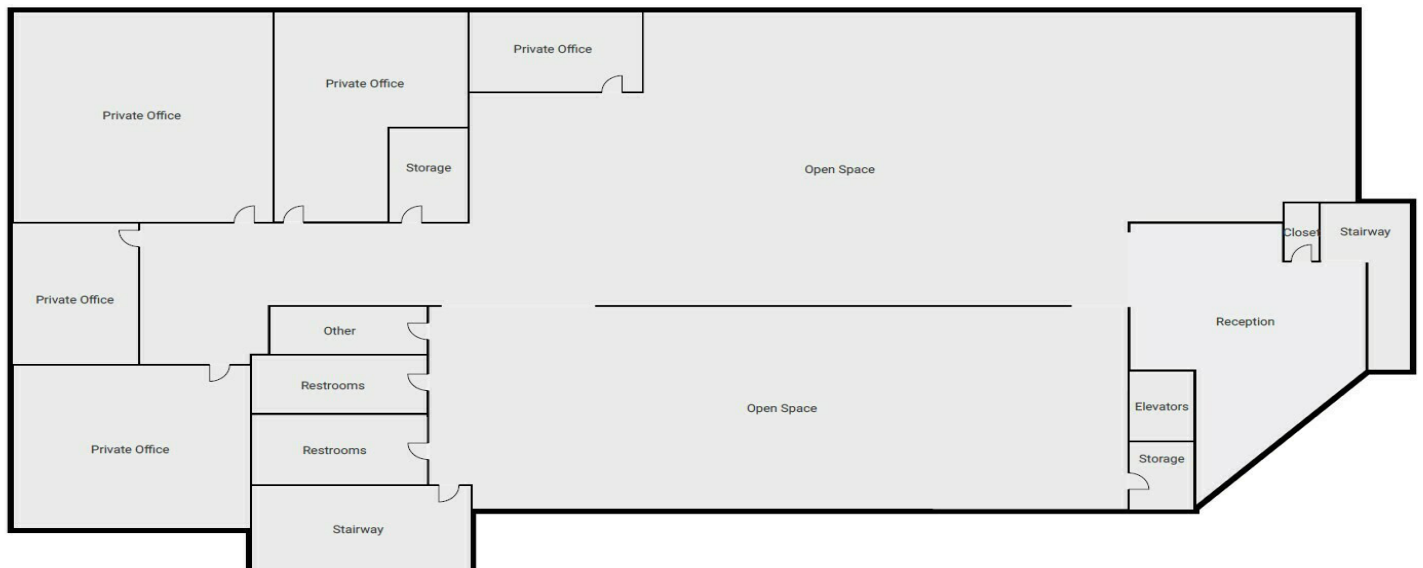 Private Office
Private Office
Private Office
Storage
Open Space
Closet
Stairway
Private Office
Reception
Other
Restrooms
Open Space
Elevators
Private Office
Restrooms
Storage
Stairway